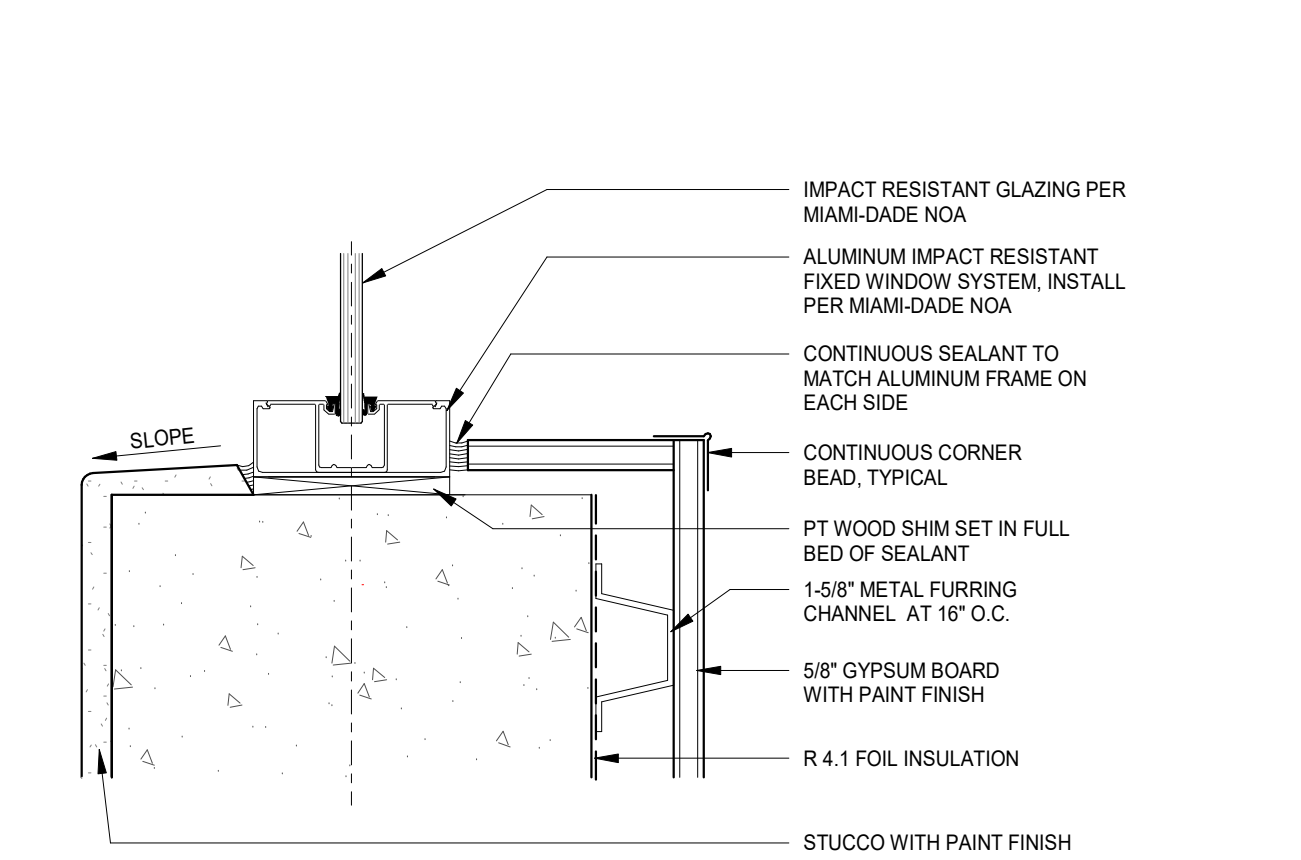 IMPACT RESISTANT GLAZING PER
MIAMI-DADE NOA
ALUMINUM IMPACT RESISTANT
FIXED WINDOW SYSTEM, INSTALL
PER MIAMI-DADE NOA
CONTINUOUS SEALANT TO
MATCH ALUMINUM FRAME ON
EACH SIDE
SLOPE
CONTINUOUS CORNER
BEAD, TYPICAL
PT WOOD SHIM SET IN FULL
BED OF SEALANT
1-5/8" METAL FURRING
CHANNEL AT 16" O.C.
5/8" GYPSUM BOARD
WITH PAINT FINISH
R 4.1 FOIL INSULATION
STUCCO WITH PAINT FINISH